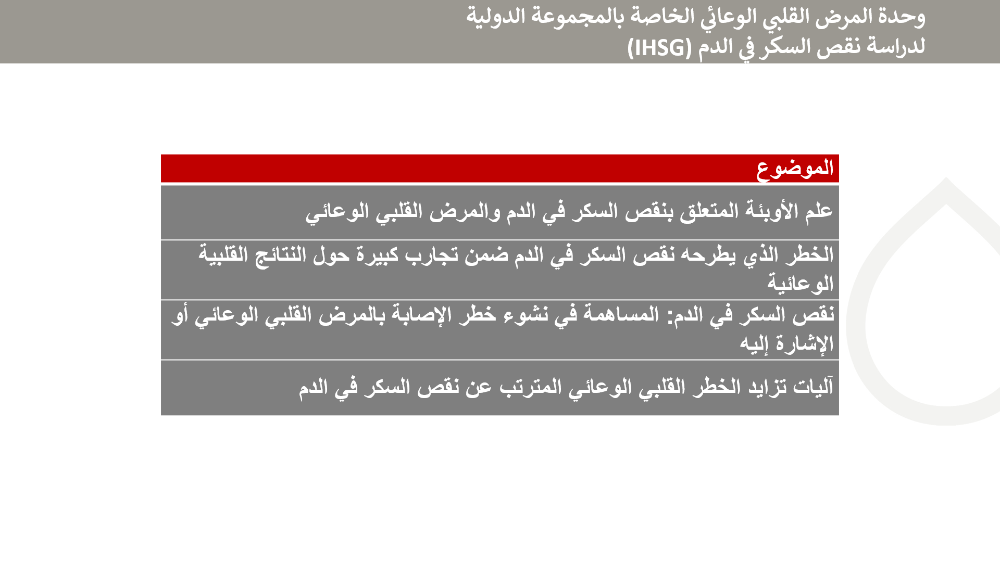 وحدة المرض القلبي الوعائي الخاصة بالمجموعة الدولية
لدراسة نقص السكر في الدم (IHSG)
الموضوع
علم الأوبئة المتعلق بنقص السكر في الدم والمرض القلبي الوعائي
الخطر الذي يطرحه نقص السكر في الدم ضمن تجارب كبيرة حول النتائج القلبية
الوعائية
نقص السكر في الدم: المساهمة في نشوء خطر الإصابة بالمرض القلبي الوعائي أو
الإشارة إليه
آليات تزايد الخطر القلبي الوعائي المترتب عن نقص السكر في الدم